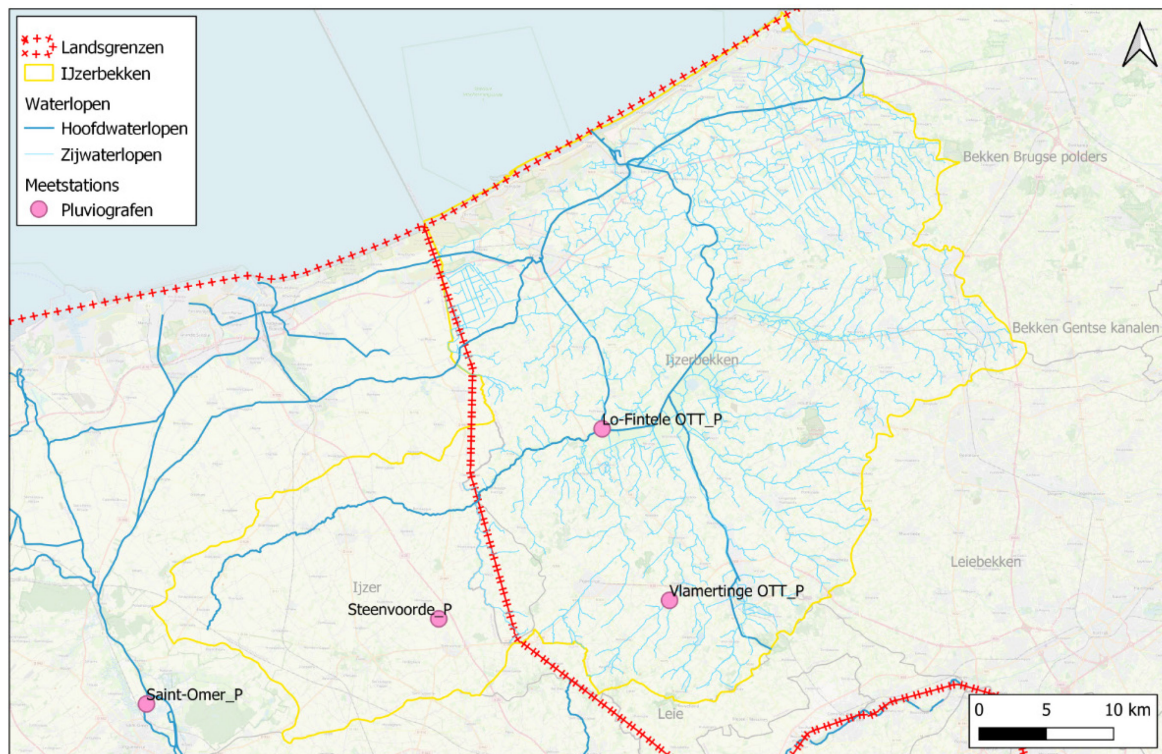 Landsgrenzen
IJzerbekken
Waterlopen
Hoofdwaterlopen
Zijwaterlopen
Meetstations
Pluviografen
Bekken Brugse polders
Bekken Gentse kanalen
Ijzerbekken
Lo-Fintele OTT_P
Leiebekken
Ijzer
Vlamertinge OTT_P
Steenvoorde_P
Saint-Omer_P
Leie
0 5 10 km